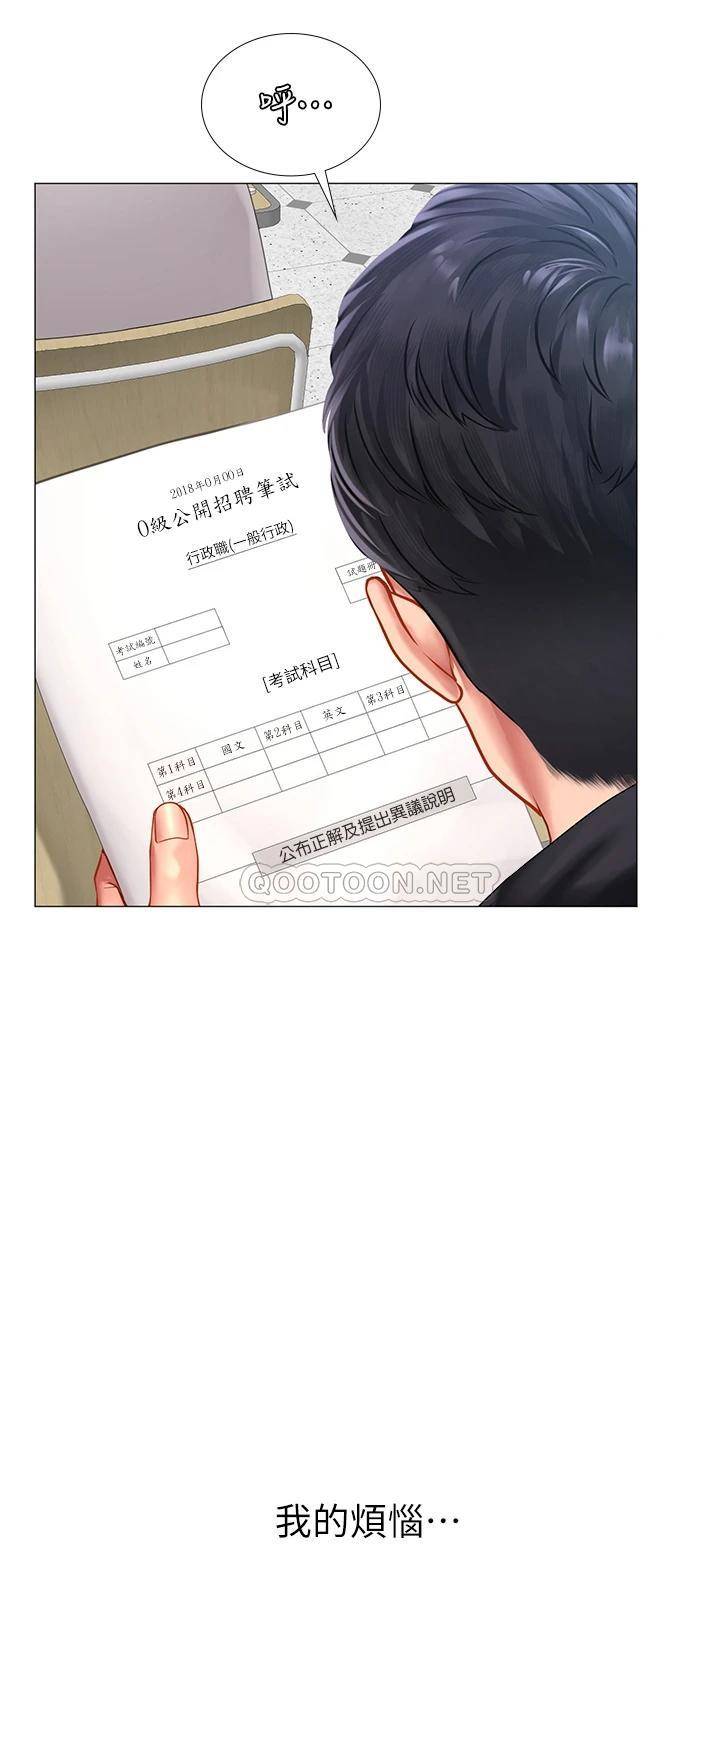 呼…
2018年0月00日
0級公開招聘筆試
行政職(一般行政)
試題冊
考試編號
姓名
[考試科目]
第1科目 國文 第2科目 英文 第3科目
第4科目
公布正解及提出異議說明
QOOTOON.NET
我的煩惱…